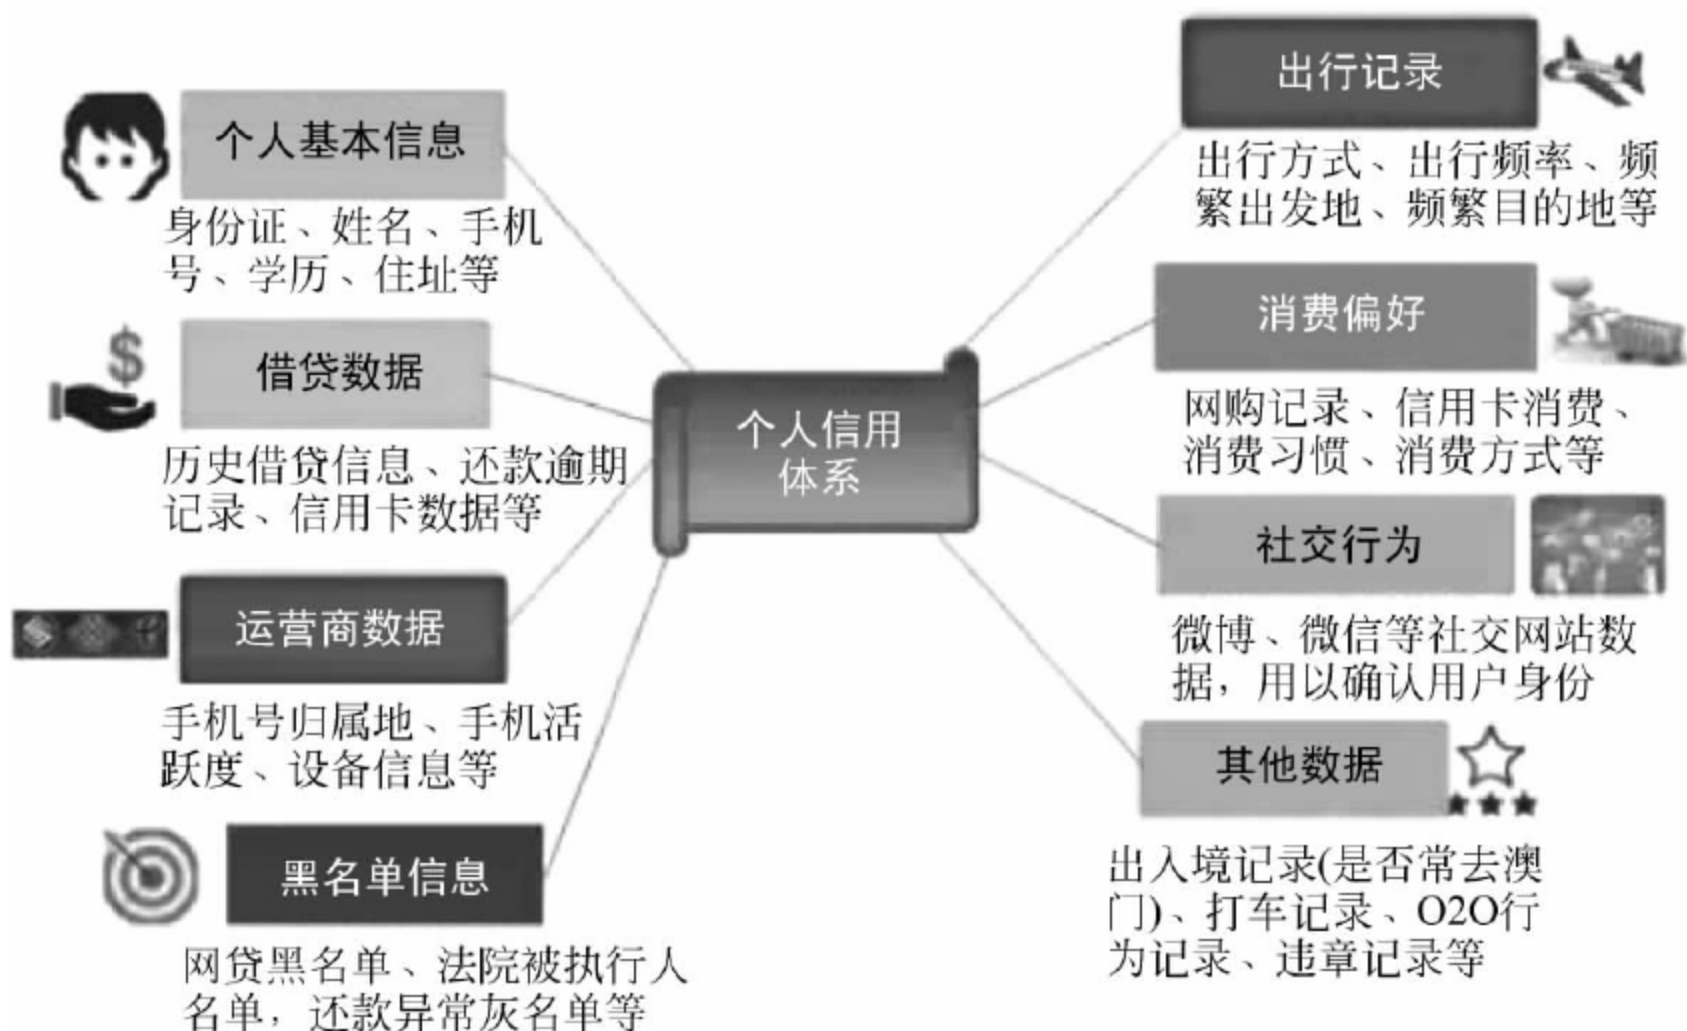 个人基本信息
身份证、姓名、手机
号、学历、住址等
借贷数据
历史借贷信息、还款逾期
记录、信用卡数据等
运营商数据
手机号归属地、手机活
跃度、设备信息等
黑名单信息
网贷黑名单、法院被执行人
名单，还款异常灰名单等
个人信用
体系
出行记录
出行方式、出行频率、频
繁出发地、频繁目的地等
消费偏好
网购记录、信用卡消费、
消费习惯、消费方式等
社交行为
微博、微信等社交网站数
据，用以确认用户身份
其他数据
出入境记录(是否常去澳
门)、打车记录、O2O行
为记录、违章记录等